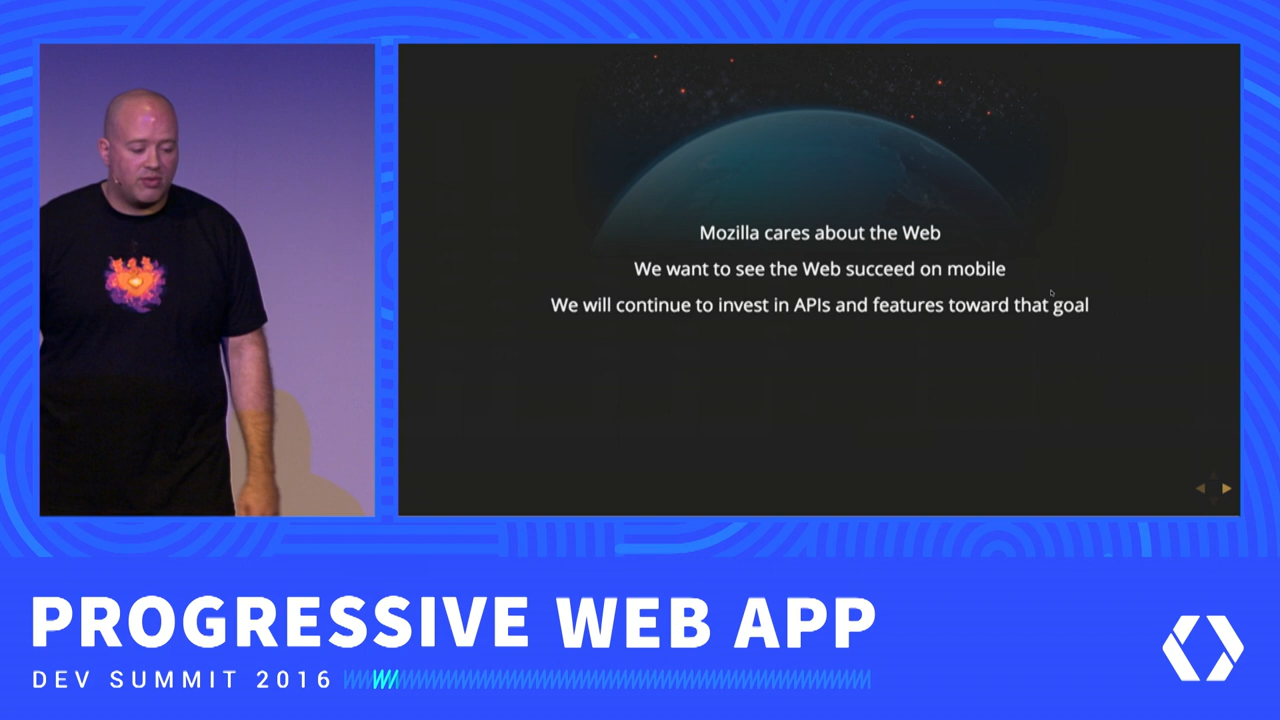 Mozilla cares about the Web
We want to see the Web succeed on mobile
We will continue to invest in APIs and features toward that goal
PROGRESSIVE WEB APP
DEV SUMMIT 2016